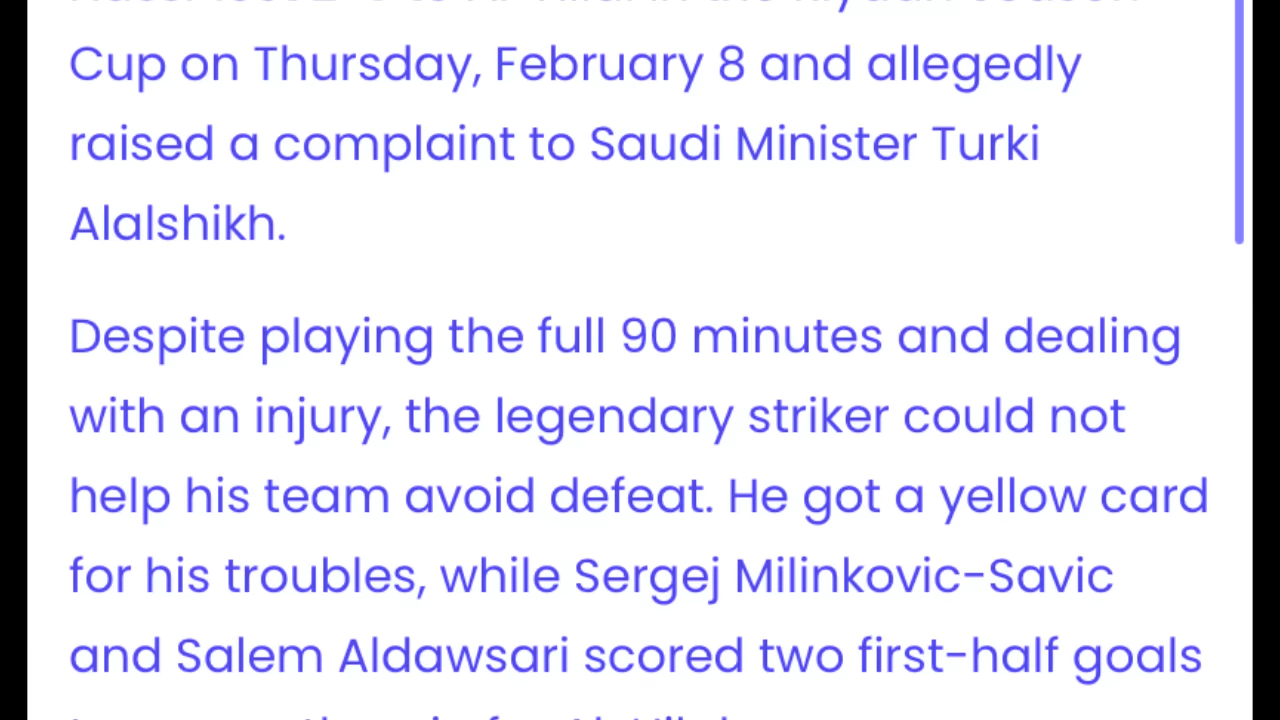 Cup on Thursday, February 8 and allegedly
raised a complaint to Saudi Minister Turki
Alalshikh.
Despite playing the full 90 minutes and dealing
with an injury, the legendary striker could not
help his team avoid defeat. He got a yellow card
for his troubles, while Sergej Milinkovic-Savic
and Salem Aldawsari scored two first-half goals